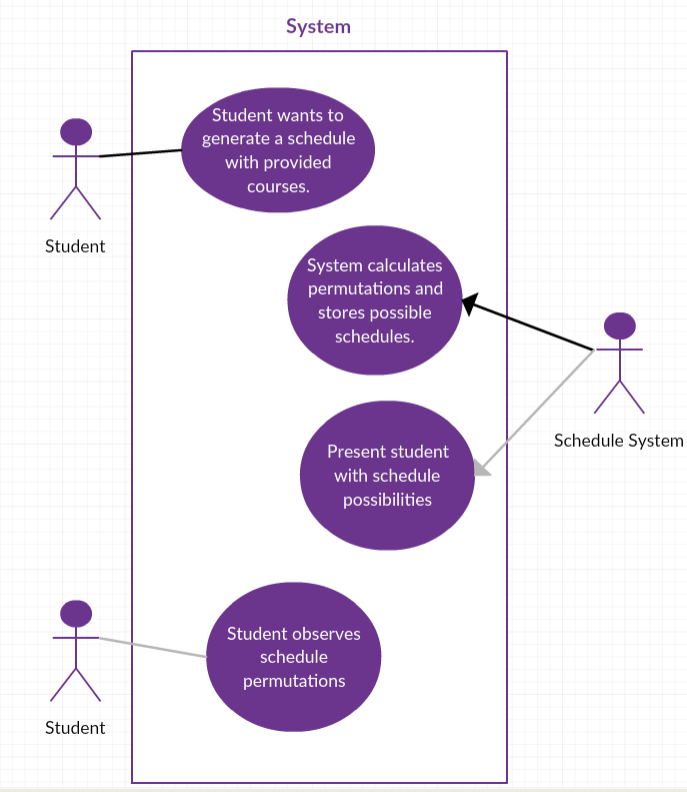 System
Student wants to
generate a schedule
with provided
courses.
Student
System calculates
permutations and
stores possible
schedules.
Schedule System
Present student
with schedule
possibilities
Student observes
schedule
permutations
Student